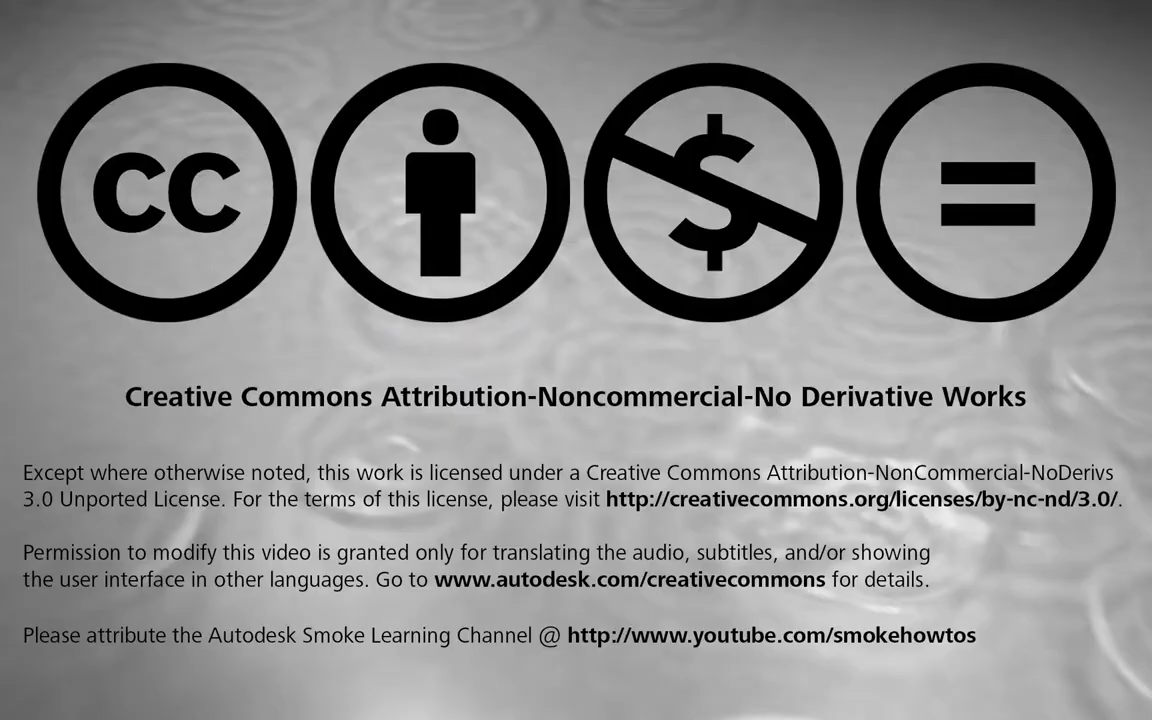 cc
$
=
Creative Commons Attribution-Noncommercial-No Derivative Works
Except where otherwise noted, this work is licensed under a Creative Commons Attribution-NonCommercial-NoDerivs
3.0 Unported License. For the terms of this license, please visit http://creativecommons.org/licenses/by-nc-nd/3.0/.
Permission to modify this video is granted only for translating the audio, subtitles, and/or showing
the user interface in other languages. Go to www.autodesk.com/creativecommons for details.
Please attribute the Autodesk Smoke Learning Channel @ http://www.youtube.com/smokehowtos